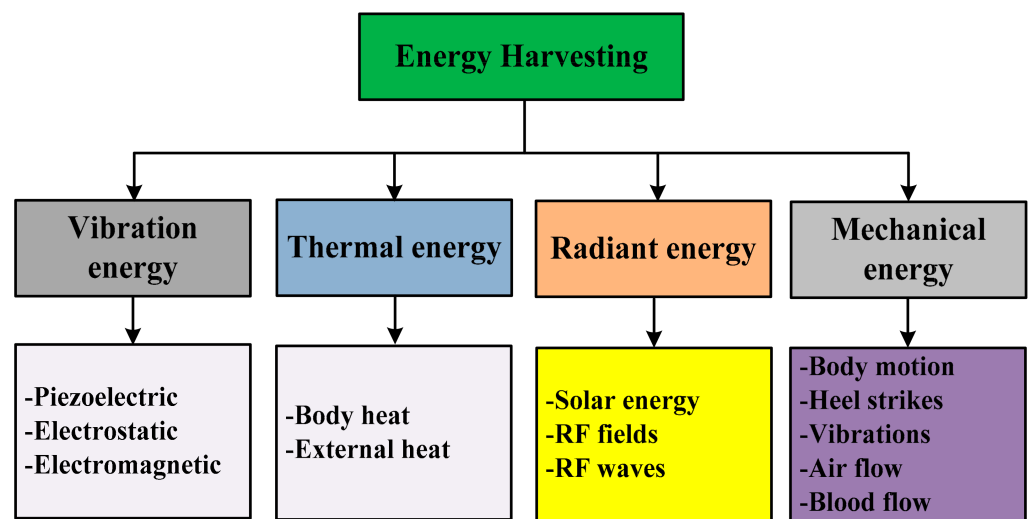 Energy Harvesting
Vibration
energy
Thermal energy
Radiant energy
Mechanical
energy
-Piezoelectric
-Electrostatic
-Electromagnetic
-Body heat
-External heat
-Solar energy
-RF fields
-RF waves
-Body motion
-Heel strikes
-Vibrations
-Air flow
-Blood flow